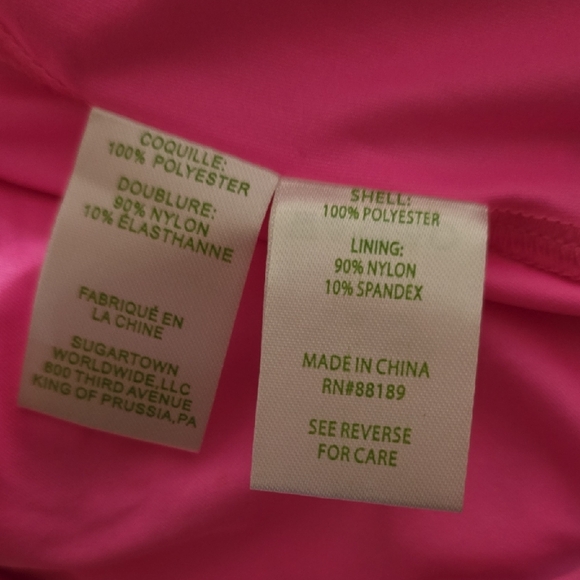 COQUILLE:
100% POLYESTER
DOUBLURE:
90% NYLON
10% ÉLASTHANNE
FABRIQUÉ EN
LA CHINE
SUGARTOWN
WORLDWIDE,LLC
800 THIRD AVENUE
KING OF PRUSSIA,PA
SHELL:
100% POLYESTER
LINING:
90% NYLON
10% SPANDEX
MADE IN CHINA
RN#88189
SEE REVERSE
FOR CARE